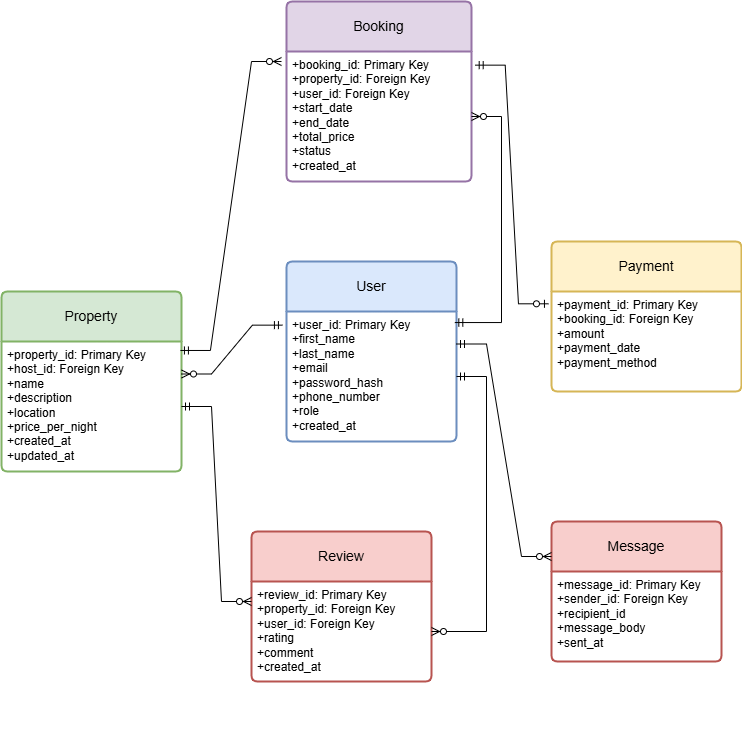 Booking
+booking_id: Primary Key
+property_id: Foreign Key
+user_id: Foreign Key
+start_date
+end_date
+total_price
+status
+created_at
Payment
+payment_id: Primary Key
+booking_id: Foreign Key
+amount
+payment_date
+payment_method
User
+user_id: Primary Key
+first_name
+last_name
+email
+password_hash
+phone_number
+role
+created_at
Property
+property_id: Primary Key
+host_id: Foreign Key
+name
+description
+location
+price_per_night
+created_at
+updated_at
Review
+review_id: Primary Key
+property_id: Foreign Key
+user_id: Foreign Key
+rating
+comment
+created_at
Message
+message_id: Primary Key
+sender_id: Foreign Key
+recipient_id
+message_body
+sent_at